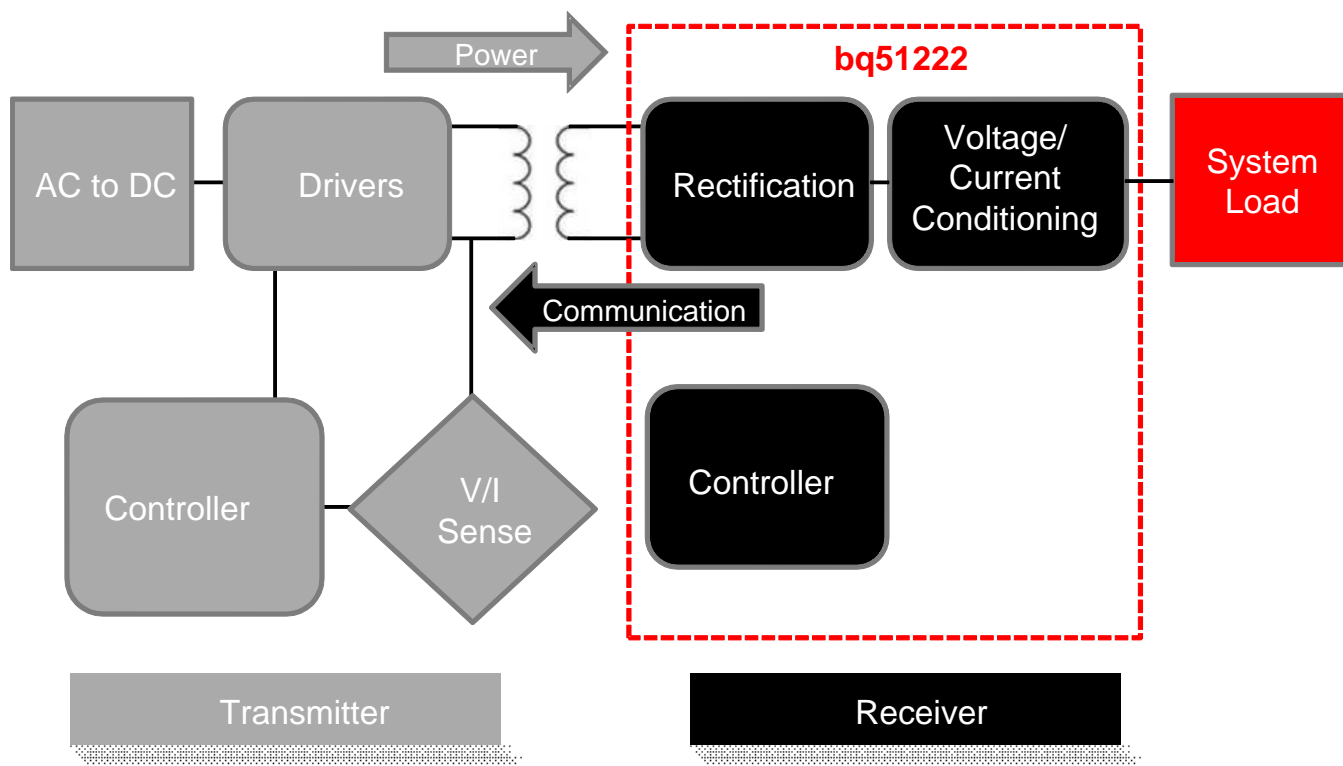 Power
bq51222
AC to DC
Drivers
Rectification
Voltage/
Current
Conditioning
System
Load
Communication
Controller
V/I
Sense
Controller
Transmitter
Receiver